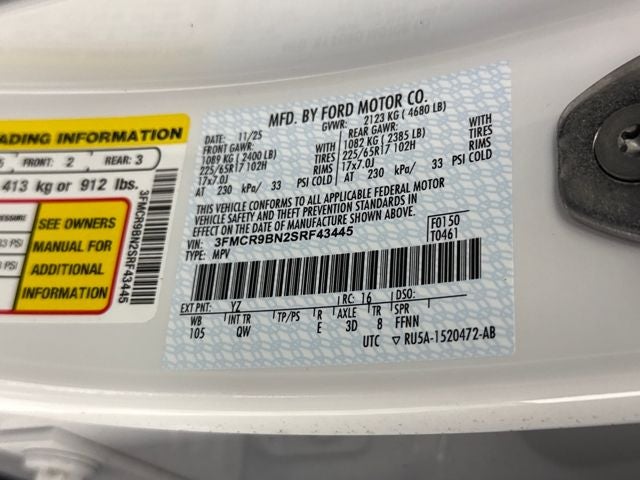 ADING INFORMATION
FRONT: 2 REAR: 3
413 kg or 912 lbs.
SEE OWNERS
MANUAL FOR
ADDITIONAL
INFORMATION
3FMCR9BN2SRF43445
MFD. BY FORD MOTOR CO.
DATE: 11/25 GVWR: 2123 KG ( 4680 LB)
FRONT GAWR: REAR GAWR:
1089 KG ( 2400 LB) WITH 1082 KG ( 2385 LB) WITH
225/65R17 102H TIRES 225/65R17 102H TIRES
17x7.0J RIMS 17x7.0J RIMS
AT 230 kPa/ 33 PSI COLD AT 230 kPa/ 33 PSI COLD
THIS VEHICLE CONFORMS TO ALL APPLICABLE FEDERAL MOTOR
VEHICLE SAFETY AND THEFT PREVENTION STANDARDS IN
EFFECT ON THE DATE OF MANUFACTURE SHOWN ABOVE.
VIN: 3FMCR9BN2SRF43445 F0150
TYPE: MPV T0461
EXT PNT: YZ RC: 16 DSO:
WB INT TR TP/PS R AXLE TR SPR
105 QW E 3D 8 FFNN
UTC ▽ RU5A-1520472-AB